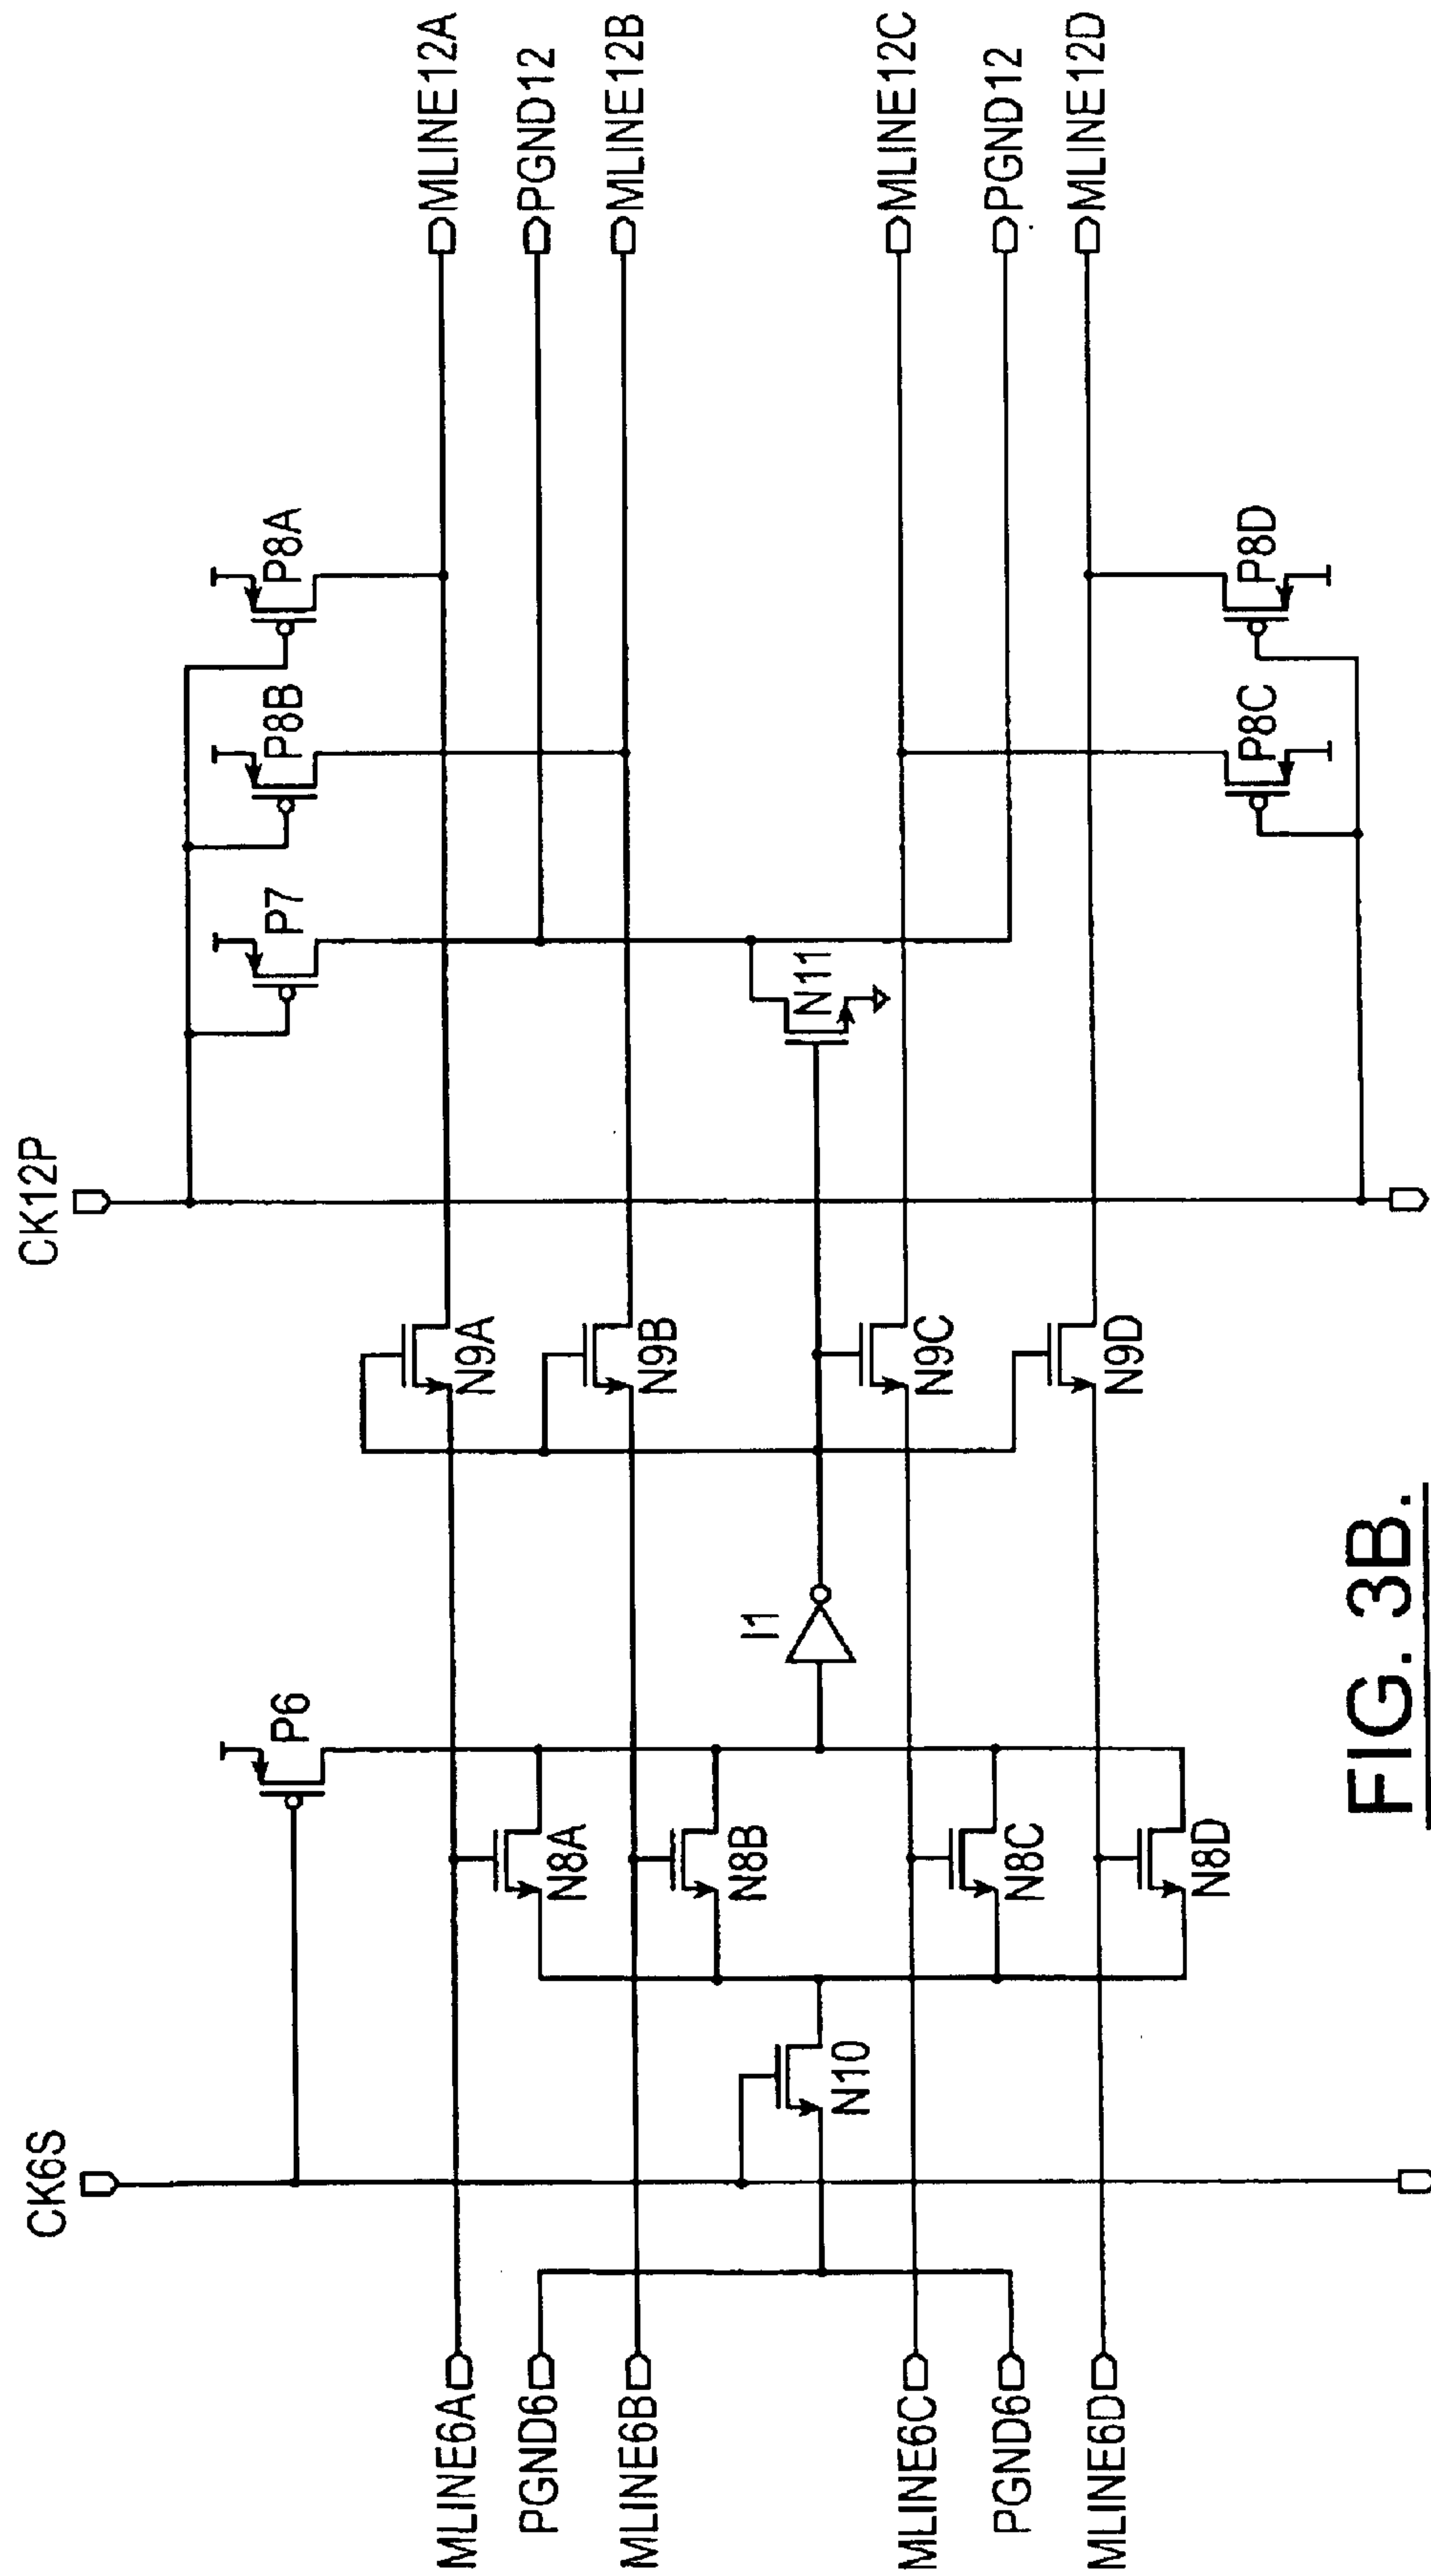 CK6S
CK12P
P6
P7
P8B
P8A
MLINE6A
MLINE12A
N8A
N9A
PGND6
PGND12
MLINE6B
MLINE12B
N8B
N9B
I1
N10
N11
MLINE6C
MLINE12C
N8C
N9C
PGND6
PGND12
MLINE6D
MLINE12D
N8D
N9D
P8C
P8D
FIG. 3B.